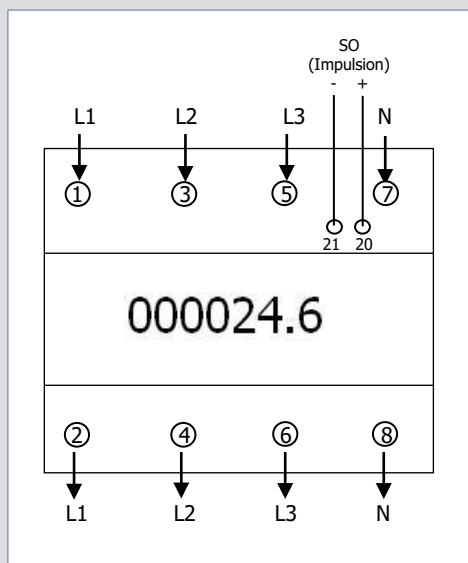 SO
(Impulsion)
- +
L1 L2 L3 N
1 3 5 7
21 20
000024.6
2 4 6 8
L1 L2 L3 N